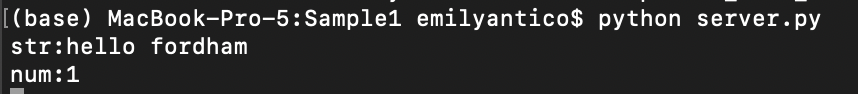 [(base) MacBook-Pro-5:Sample1 emilyantico$ python server.py
str:hello fordham
num:1